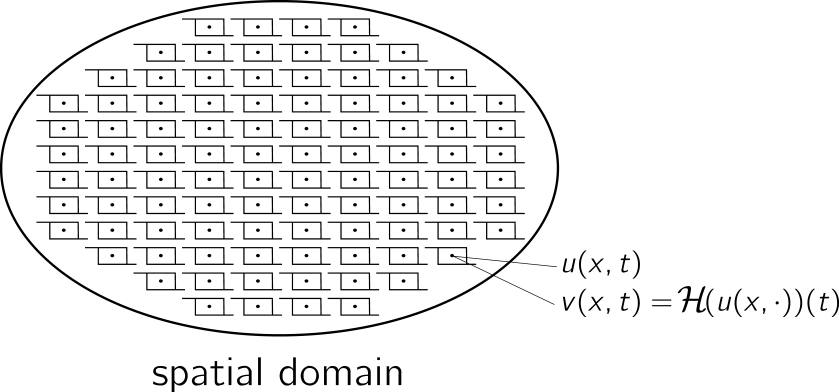 u(x, t)
v(x, t) = ℋ(u(x, ·))(t)
spatial domain